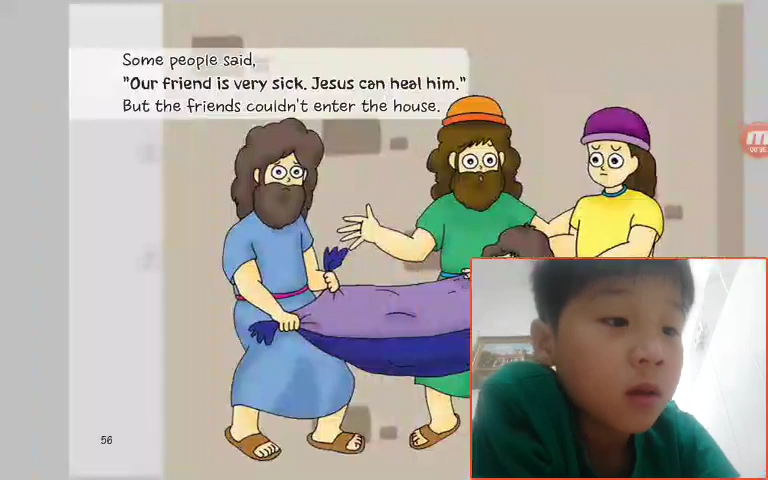 Some people said,
"Our friend is very sick. Jesus can heal him."
But the friends couldn't enter the house.
56